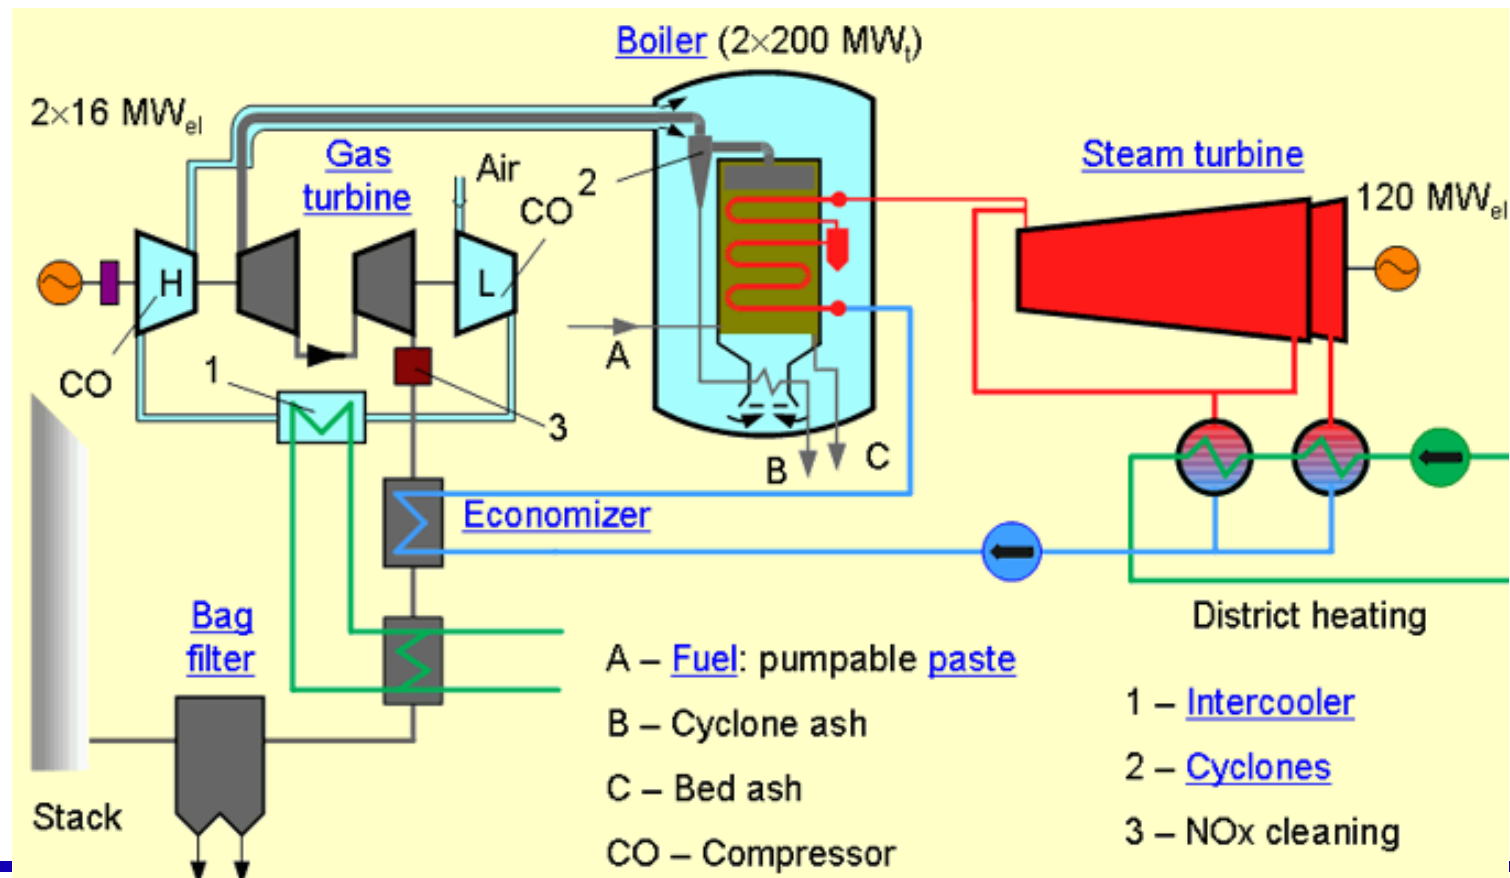 Boiler (2×200 MWt)
2×16 MWel
Gas
turbine
Air
CO
2
Steam turbine
120 MWel
H
L
A
CO
1
3
B
C
Economizer
District heating
Bag
filter
Stack
A – Fuel: pumpable paste
B – Cyclone ash
C – Bed ash
CO – Compressor
1 – Intercooler
2 – Cyclones
3 – NOx cleaning